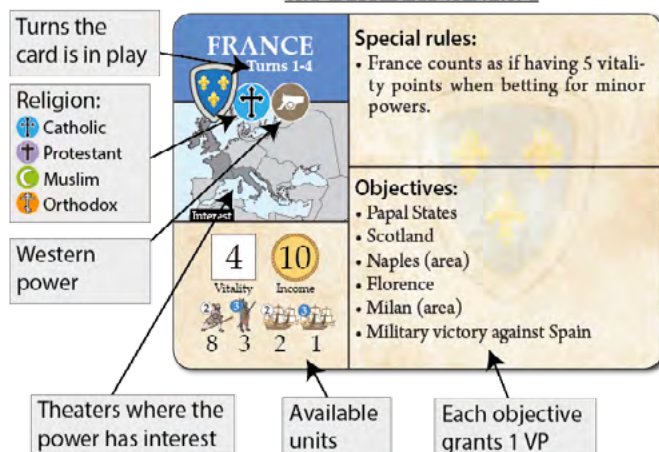 Turns the
card is in play
Religion:
Catholic
Protestant
Muslim
Orthodox
Western
power
FRANCE
Turns 1-4
Interest
4
10
Vitality
Income
2
3
2
3
8
3
2
1
Special rules:
• France counts as if having 5 vitali-
ty points when betting for minor
powers.
Objectives:
• Papal States
• Scotland
• Naples (area)
• Florence
• Milan (area)
• Military victory against Spain
Theaters where the
power has interest
Available
units
Each objective
grants 1 VP